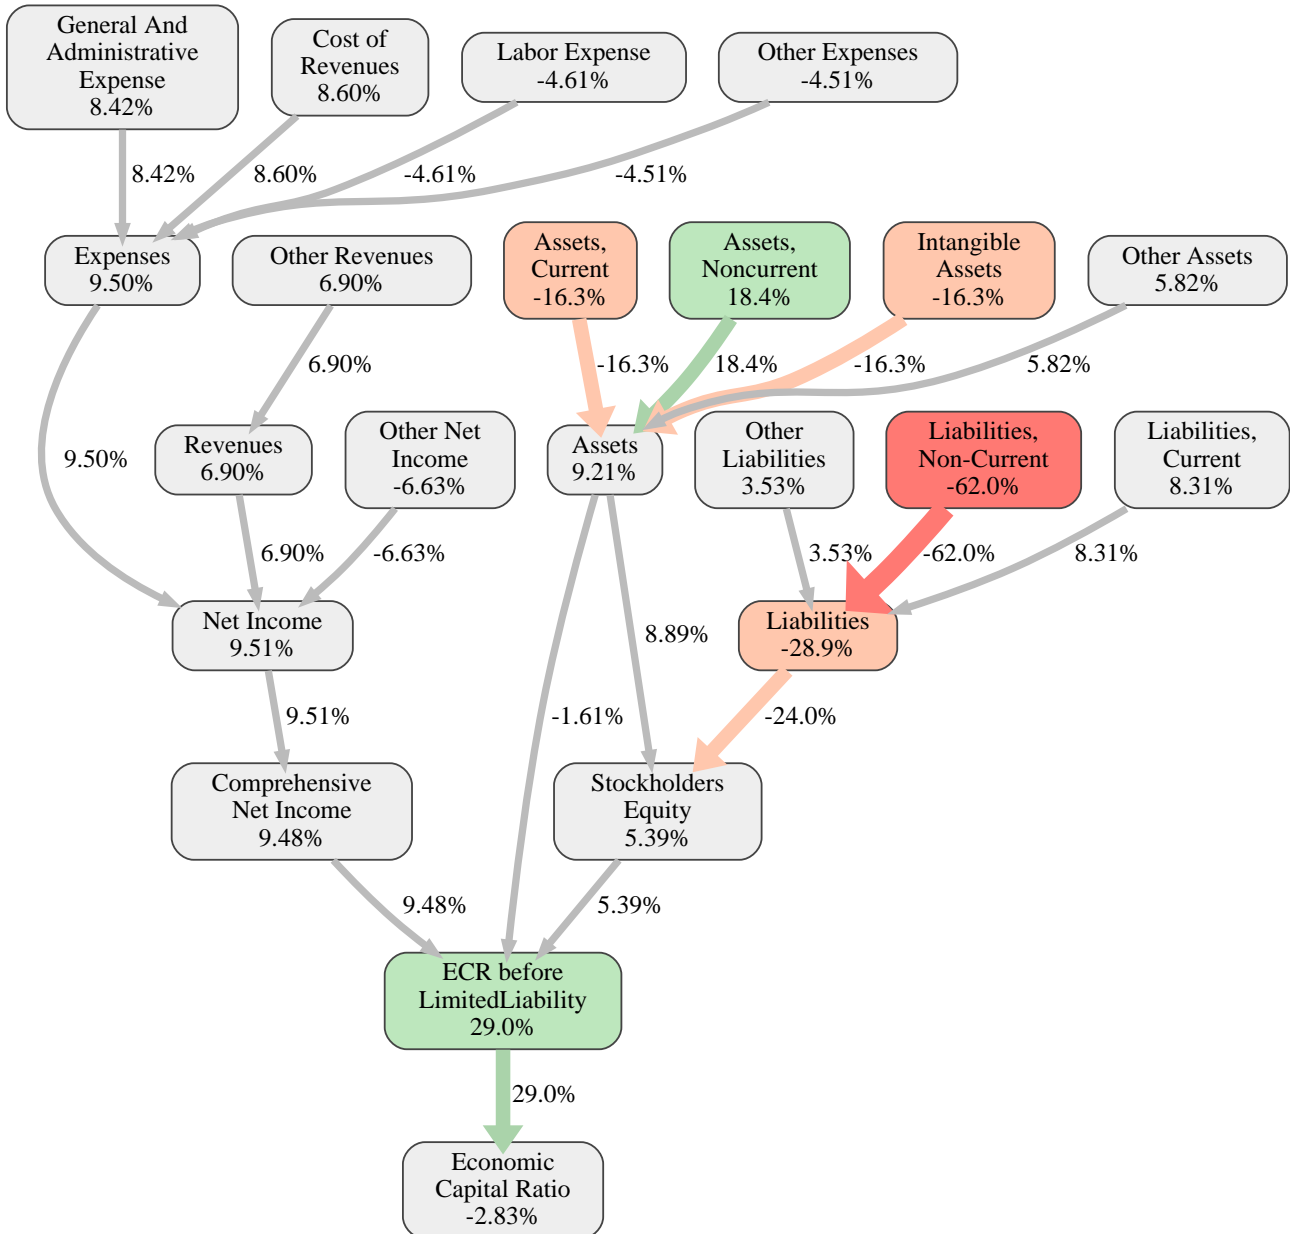 General And
Administrative
Expense
8.42%
Cost of
Revenues
8.60%
Labor Expense
-4.61%
Other Expenses
-4.51%
8.42%
8.60%
-4.61%
-4.51%
Expenses
9.50%
Other Revenues
6.90%
Assets,
Current
-16.3%
Assets,
Noncurrent
18.4%
Intangible
Assets
-16.3%
Other Assets
5.82%
6.90%
-16.3%
18.4%
-16.3%
5.82%
9.50%
Revenues
6.90%
Other Net
Income
-6.63%
Assets
9.21%
Other
Liabilities
3.53%
Liabilities,
Non-Current
-62.0%
Liabilities,
Current
8.31%
6.90%
-6.63%
3.53%
-62.0%
8.31%
Net Income
9.51%
8.89%
Liabilities
-28.9%
9.51%
-1.61%
-24.0%
Comprehensive
Net Income
9.48%
Stockholders
Equity
5.39%
9.48%
5.39%
ECR before
LimitedLiability
29.0%
29.0%
Economic
Capital Ratio
-2.83%